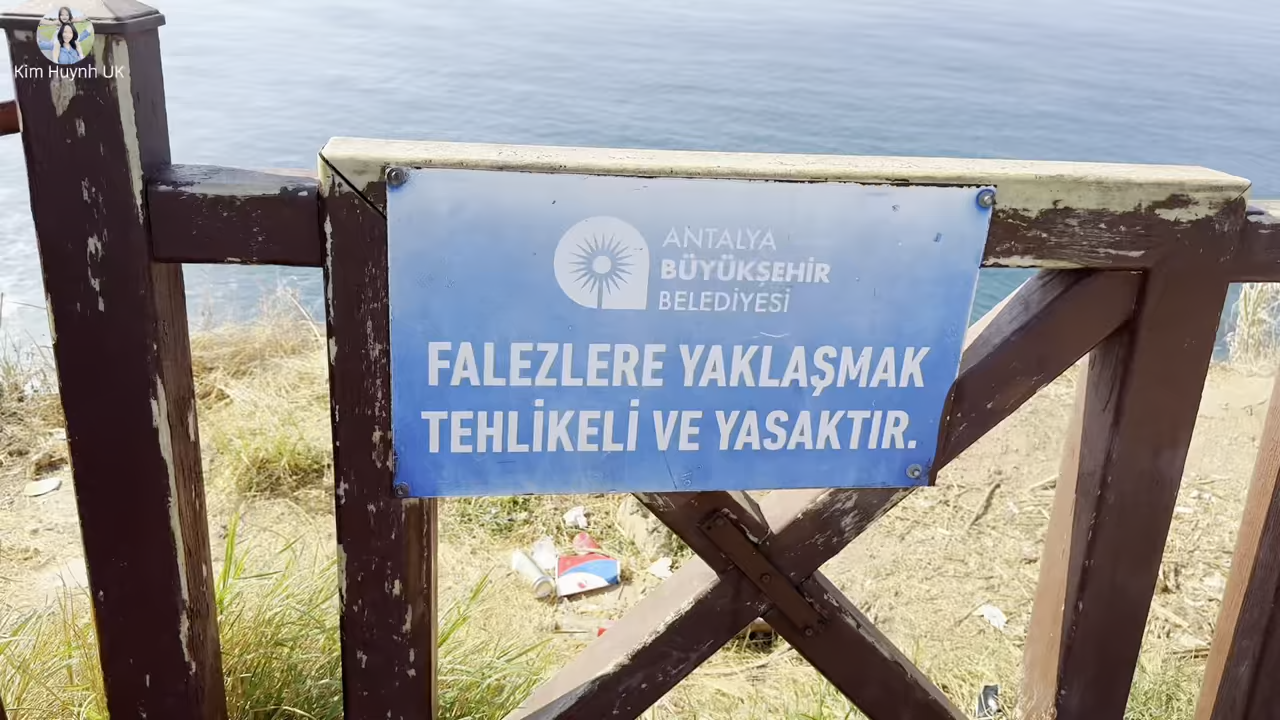 Kim Huynh UK
ANTALYA
BÜYÜKŞEHİR
BELEDİYESİ
FALEZLERE YAKLAŞMAK
TEHLİKELİ VE YASAKTIR.